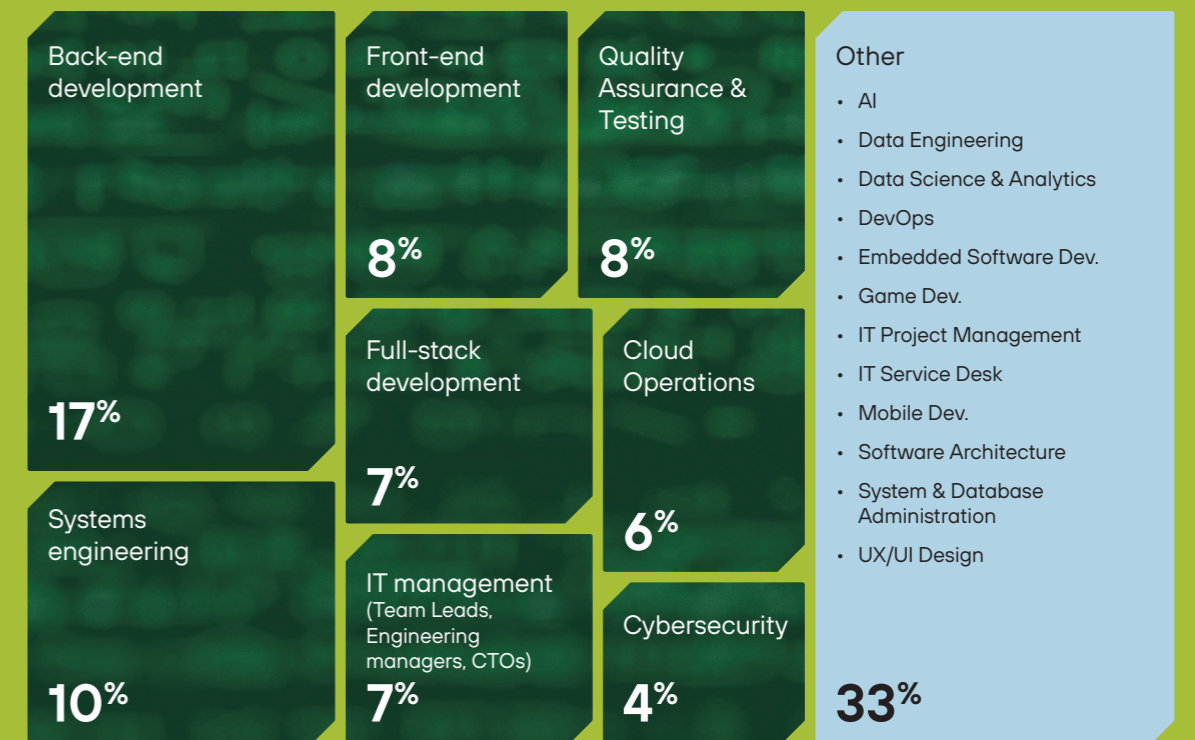 Back-end
development
17%
Front-end
development
8%
Quality
Assurance &
Testing
8%
Other
• AI
• Data Engineering
• Data Science & Analytics
• DevOps
• Embedded Software Dev.
• Game Dev.
• IT Project Management
• IT Service Desk
• Mobile Dev.
• Software Architecture
• System & Database
Administration
• UX/UI Design
33%
Full-stack
development
7%
Cloud
Operations
6%
Systems
engineering
10%
IT management
(Team Leads,
Engineering
managers, CTOs)
7%
Cybersecurity
4%